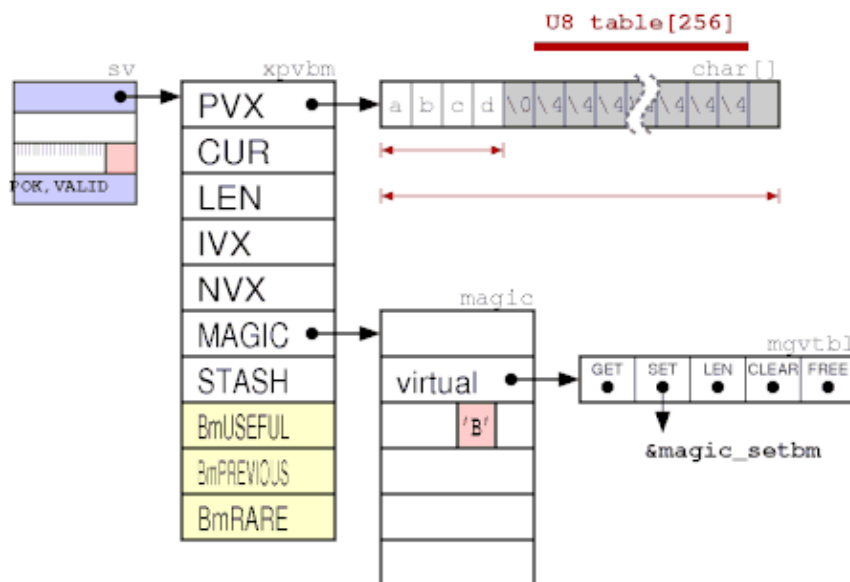 U8 table[256]
sv
xpvbm
char[]
PVX
a b c d \0 \4 \4 \4 \4 \4 \4
CUR
POK,VALID
LEN
IVX
NVX
magic
MAGIC
mgvtbl
STASH
virtual
GET SET LEN CLEAR FREE
BmUSEFUL
'B'
&magic_setbm
BmPREVIOUS
BmRARE